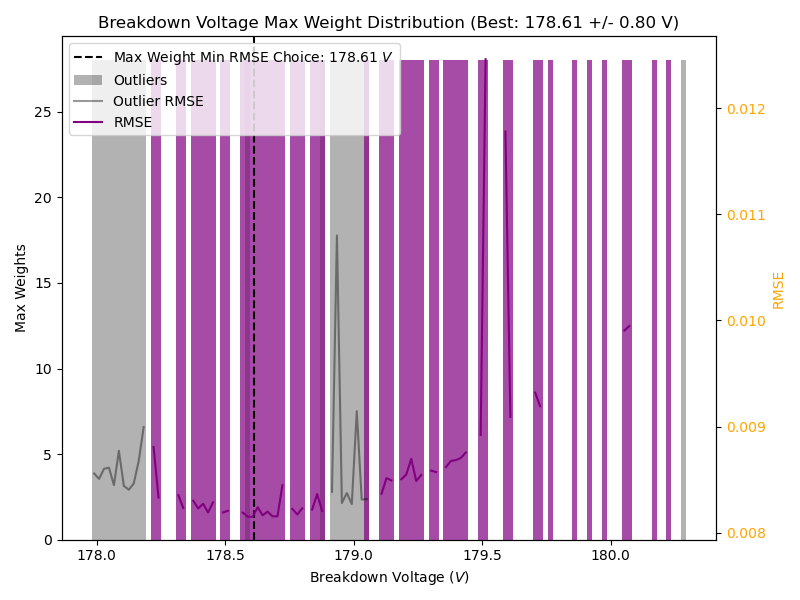 Breakdown Voltage Max Weight Distribution (Best: 178.61 +/- 0.80 V)
Max Weight Min RMSE Choice: 178.61 V
Outliers
Outlier RMSE
RMSE
25
20
15
10
5
0
Max Weights
0.012
0.011
0.010
0.009
0.008
RMSE
178.0 178.5 179.0 179.5 180.0
Breakdown Voltage (V)